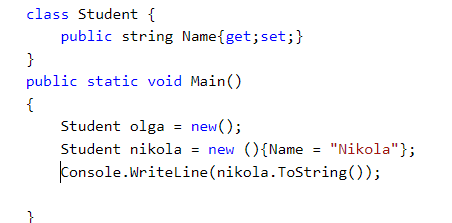 class Student {
    public string Name{get;set;}
}
public static void Main()
{
    Student olga = new();
    Student nikola = new (){Name = "Nikola"};
    Console.WriteLine(nikola.ToString());
}